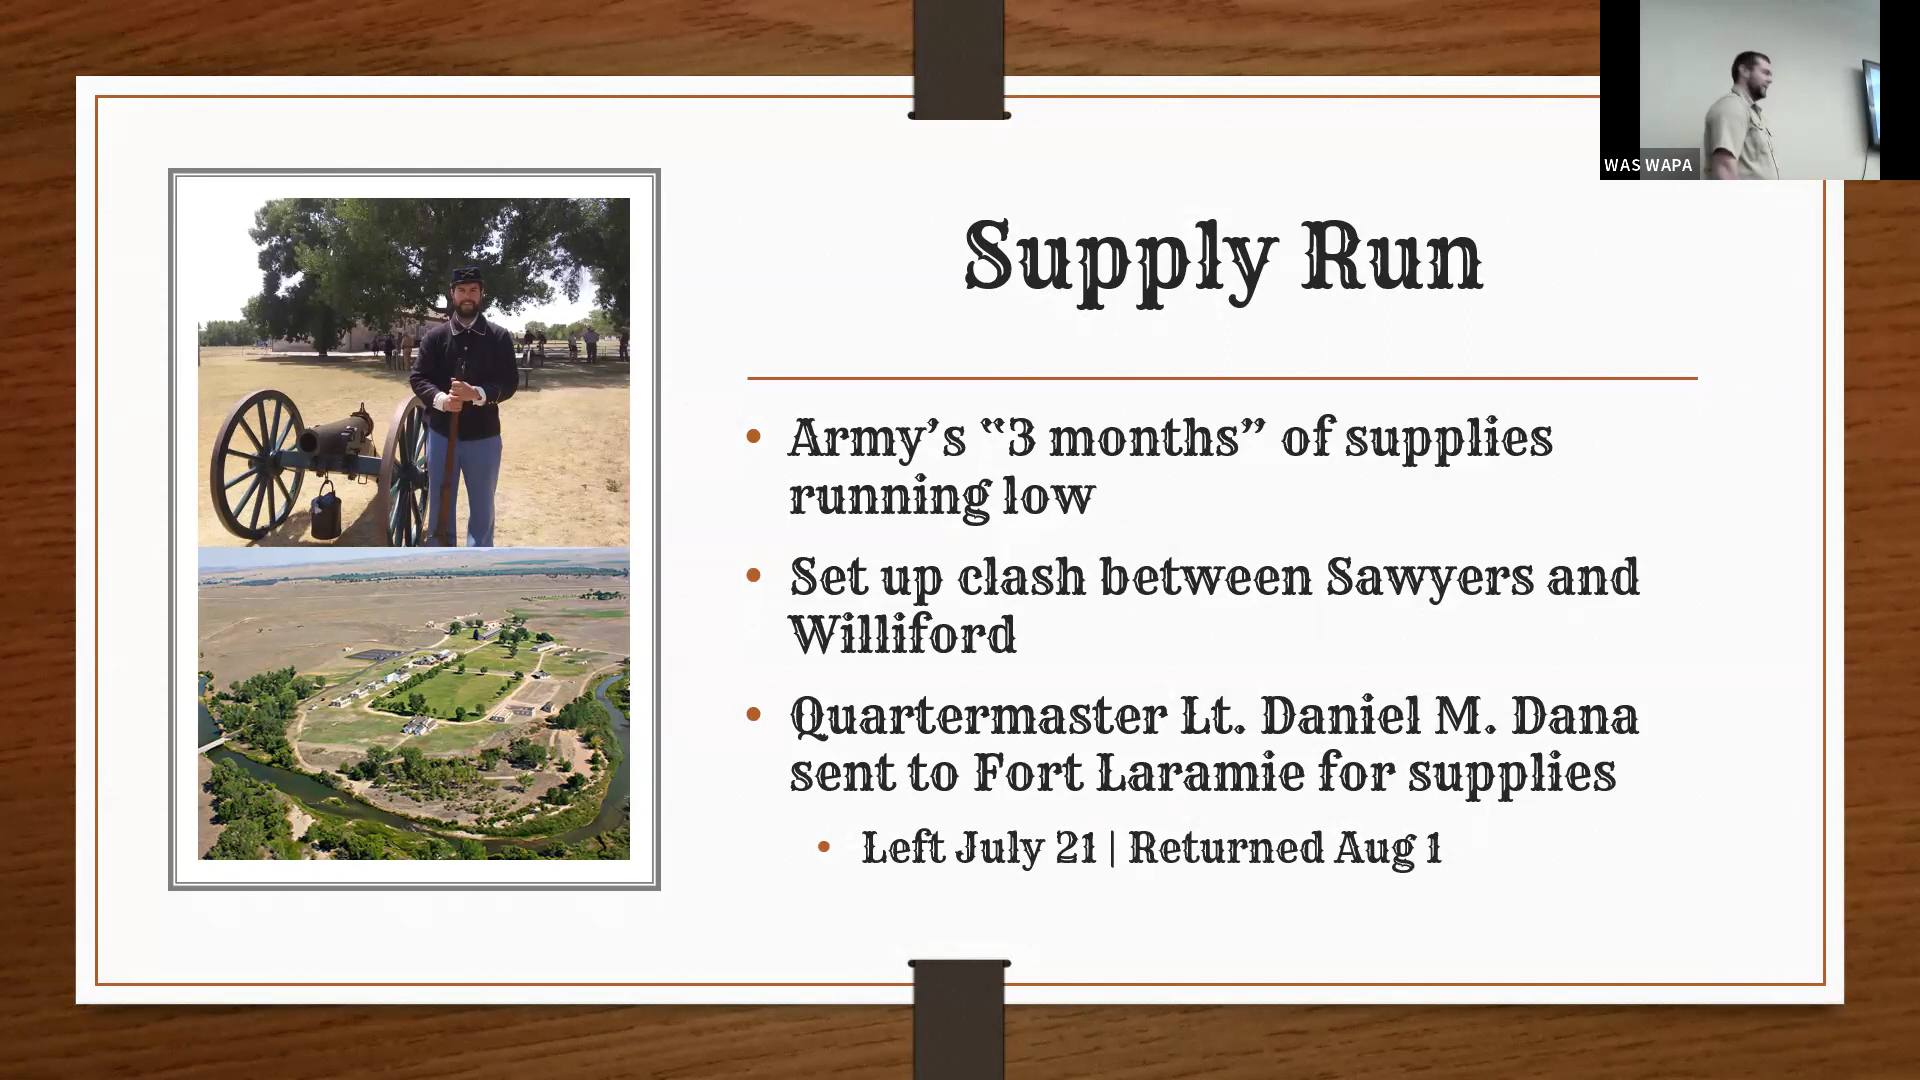 WAS WAPA
Supply Run
• Army’s “3 months” of supplies
running low
• Set up clash between Sawyers and
Williford
• Quartermaster Lt. Daniel M. Dana
sent to Fort Laramie for supplies
• Left July 21 | Returned Aug 1